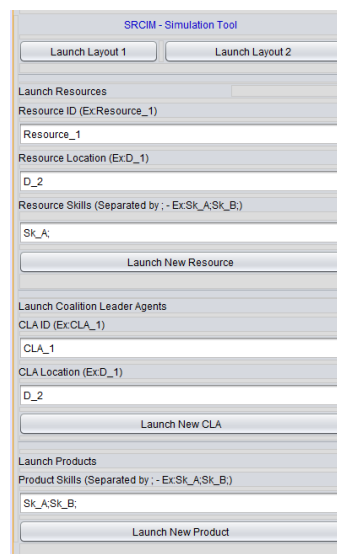 SRCIM - Simulation Tool
Launch Layout 1 Launch Layout 2
Launch Resources
Resource ID (Ex:Resource_1)
Resource_1
Resource Location (Ex:D_1)
D_2
Resource Skills (Separated by ; - Ex:Sk_A;Sk_B;)
Sk_A;
Launch New Resource
Launch Coalition Leader Agents
CLA ID (Ex:CLA_1)
CLA_1
CLA Location (Ex:D_1)
D_2
Launch New CLA
Launch Products
Product Skills (Separated by ; - Ex:Sk_A;Sk_B;)
Sk_A;Sk_B;
Launch New Product